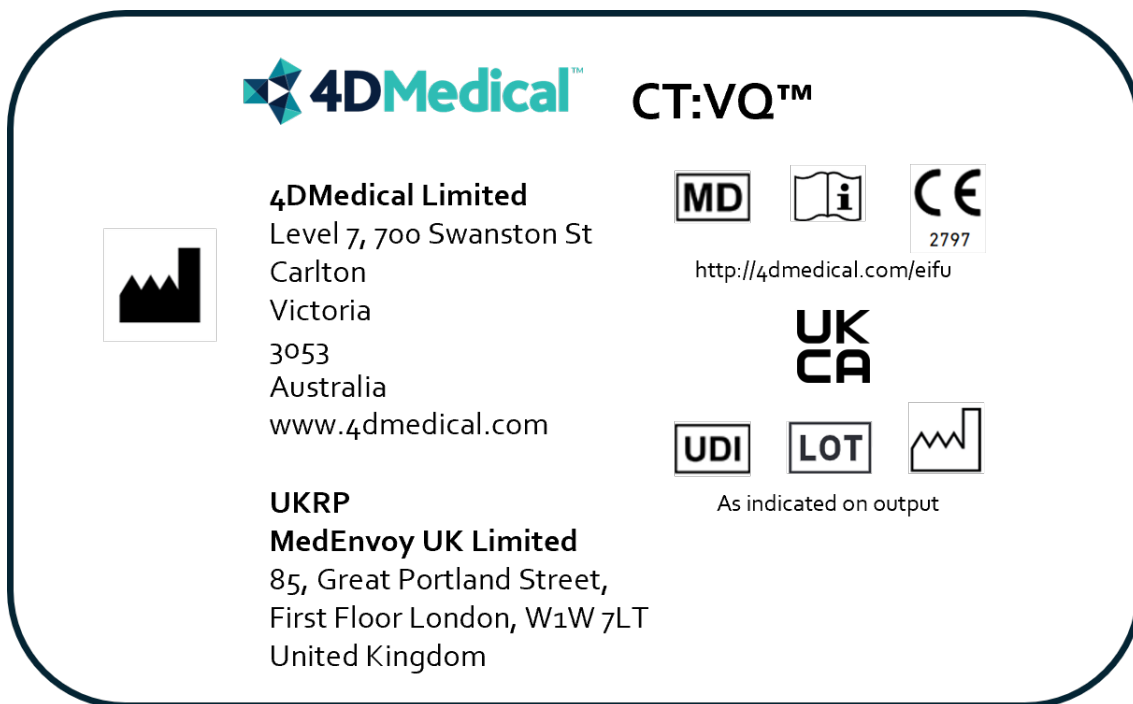 4DMedical™ CT:VQ™
4DMedical Limited
Level 7, 700 Swanston St
Carlton
Victoria
3053
Australia
www.4dmedical.com
UKRP
MedEnvoy UK Limited
85, Great Portland Street,
First Floor London, W1W 7LT
United Kingdom
MD i CE
2797
http://4dmedical.com/eifu
UK
CA
UDI LOT
As indicated on output